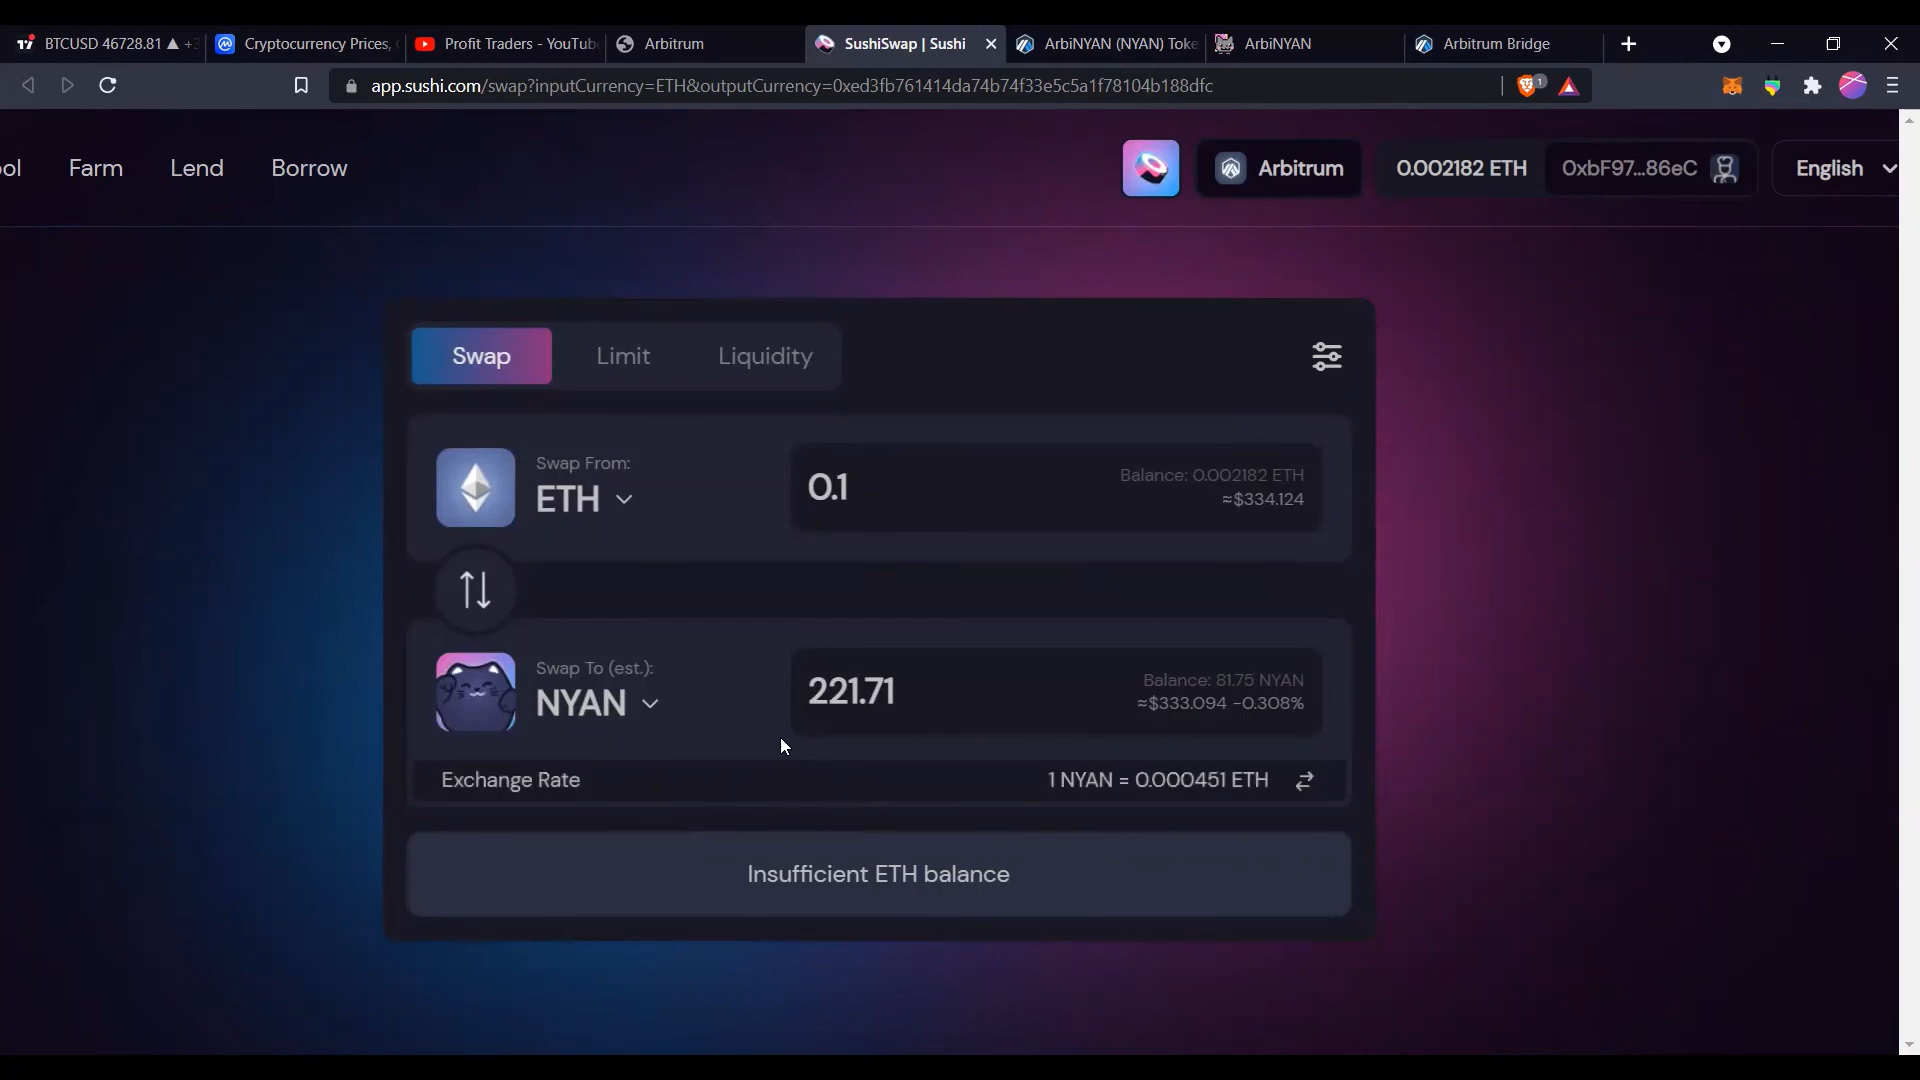 BTCUSD 46728.81 ▲ +
Cryptocurrency Prices,
Profit Traders - YouTub
Arbitrum
SushiSwap | Sushi
ArbiNYAN (NYAN) Toke
ArbiNYAN
Arbitrum Bridge
app.sushi.com/swap?inputCurrency=ETH&outputCurrency=0xed3fb761414da74b74f33e5c5a1f78104b188dfc
1
ol
Farm
Lend
Borrow
Arbitrum
0.002182 ETH
0xbF97...86eC
English
Swap
Limit
Liquidity
Swap From:
ETH
0.1
Balance: 0.002182 ETH
≈$334.124
Swap To (est.):
NYAN
221.71
Balance: 81.75 NYAN
≈$333.094 -0.308%
Exchange Rate
1 NYAN = 0.000451 ETH
Insufficient ETH balance